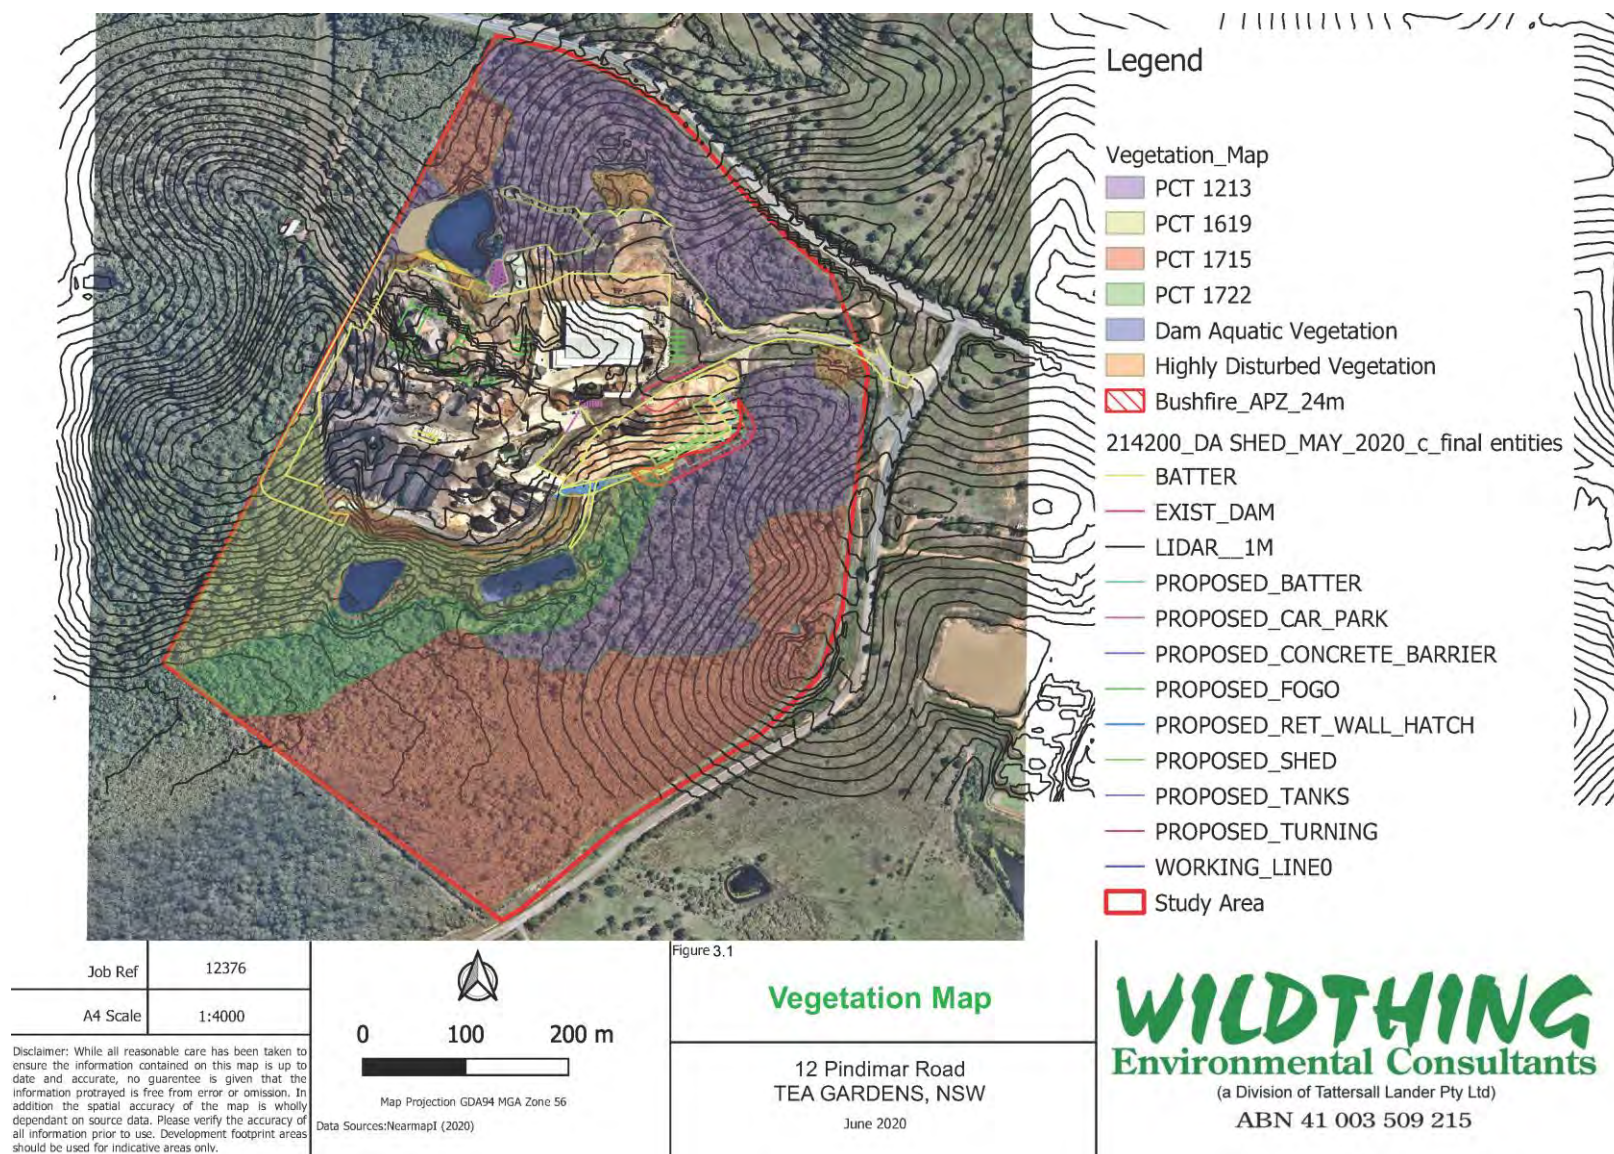 Legend
Vegetation_Map
PCT 1213
PCT 1619
PCT 1715
PCT 1722
Dam Aquatic Vegetation
Highly Disturbed Vegetation
Bushfire_APZ_24m
214200_DA SHED_MAY_2020_c_final entities
BATTER
EXIST_DAM
LIDAR__1M
PROPOSED_BATTER
PROPOSED_CAR_PARK
PROPOSED_CONCRETE_BARRIER
PROPOSED_FOGO
PROPOSED_RET_WALL_HATCH
PROPOSED_SHED
PROPOSED_TANKS
PROPOSED_TURNING
WORKING_LINE0
Study Area
Job Ref 12376
A4 Scale 1:4000
Disclaimer: While all reasonable care has been taken to
ensure the information contained on this map is up to
date and accurate, no guarentee is given that the
information protrayed is free from error or omission. In
addition the spatial accuracy of the map is wholly
dependant on source data. Please verify the accuracy of
all information prior to use. Development footprint areas
should be used for indicative areas only.
0 100 200 m
Map Projection GDA94 MGA Zone 56
Data Sources:NearmapI (2020)
Figure 3.1
Vegetation Map
12 Pindimar Road
TEA GARDENS, NSW
June 2020
WILDTHING
Environmental Consultants
(a Division of Tattersall Lander Pty Ltd)
ABN 41 003 509 215